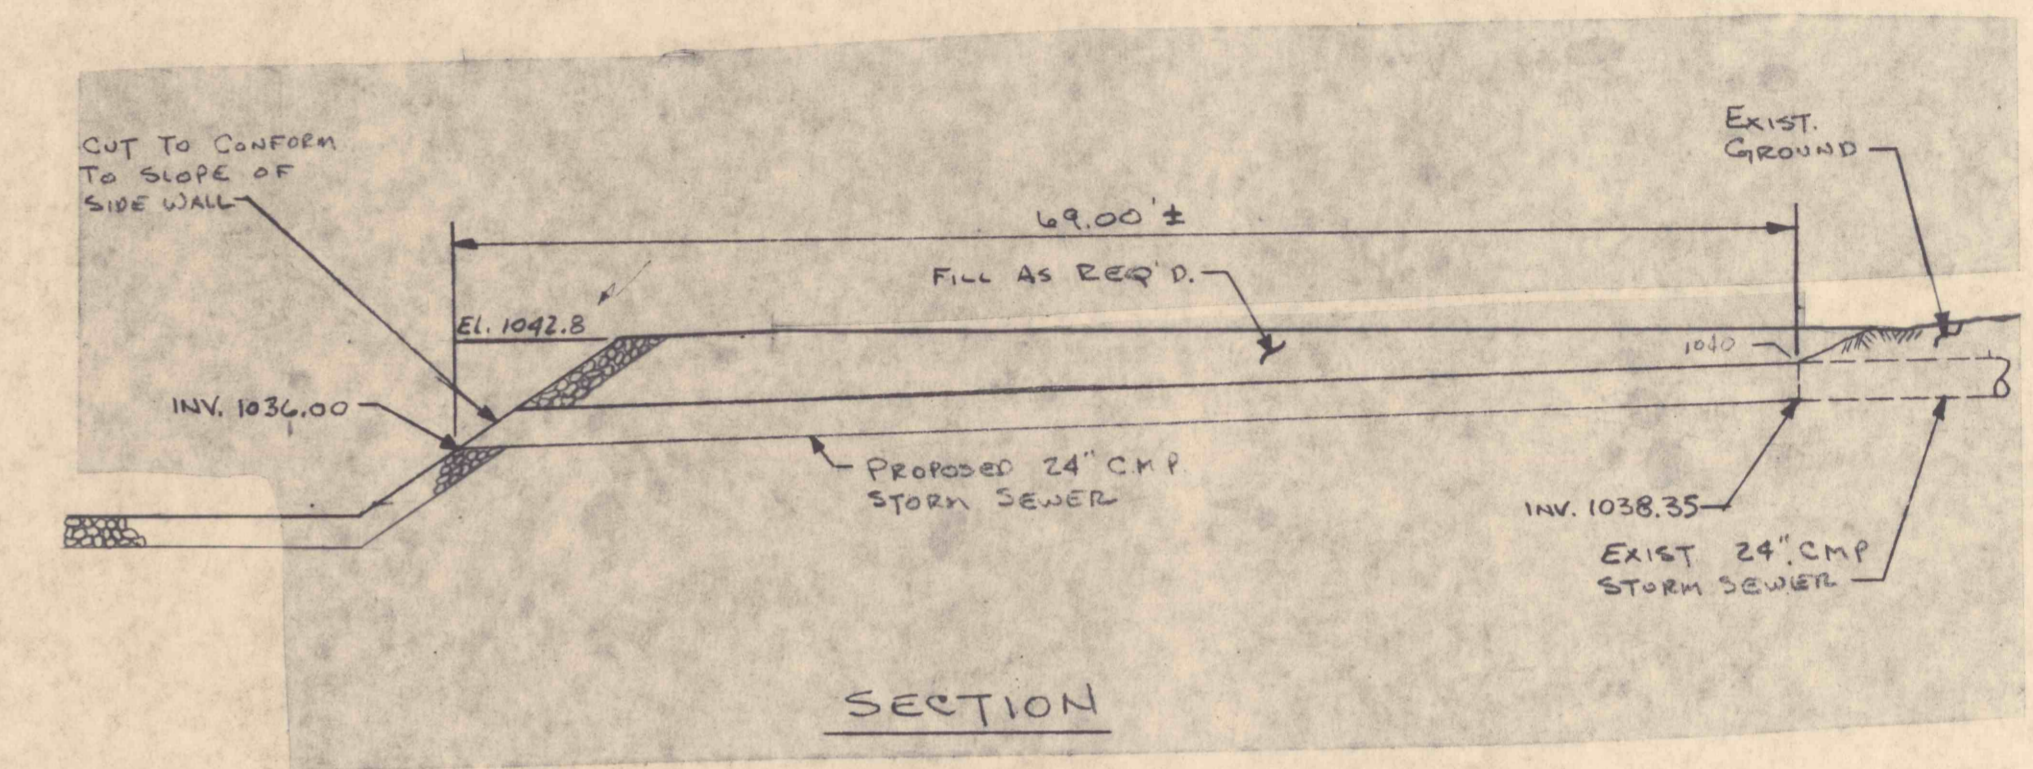 CUT TO CONFORM
TO SLOPE OF
SIDE WALL
EXIST.
GROUND
69.00'±
FILL AS REQ'D.
EL. 1042.8
1040
INV. 1036.00
PROPOSED 24" CMP.
STORM SEWER
INV. 1038.35
EXIST 24" CMP
STORM SEWER
SECTION